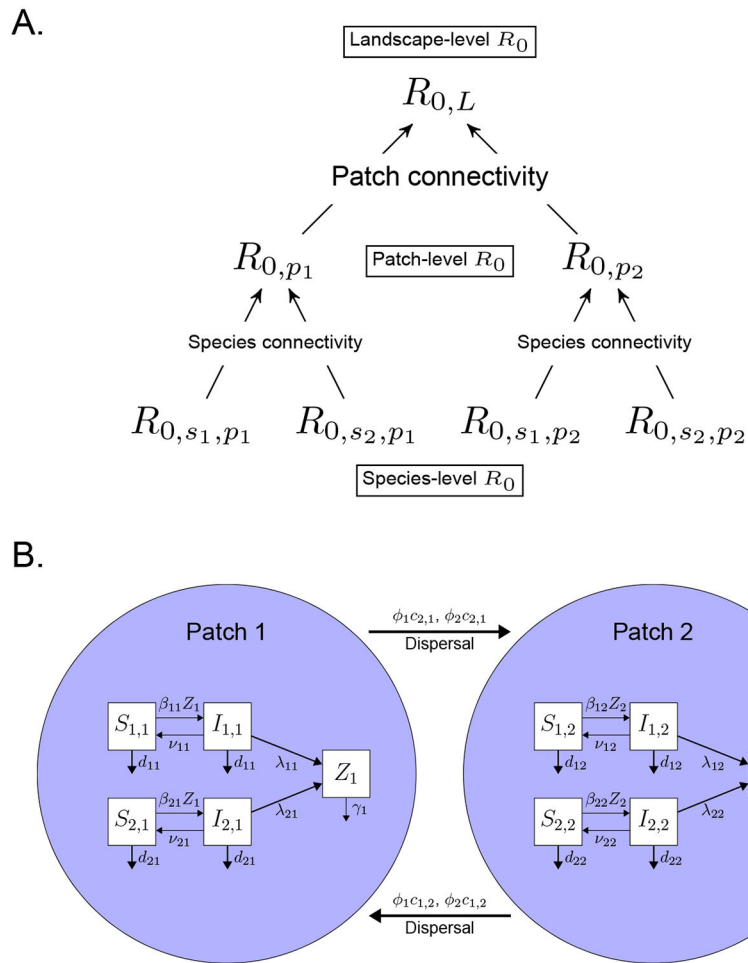 A.
Landscape-level R₀
R₀,L
Patch connectivity
R₀,p₁ Patch-level R₀ R₀,p₂
Species connectivity Species connectivity
R₀,s₁,p₁ R₀,s₂,p₁ R₀,s₁,p₂ R₀,s₂,p₂
Species-level R₀
B.
ϕ₁c₂,₁, ϕ₂c₂,₁
Dispersal
Patch 1
S₁,₁ β₁₁Z₁ I₁,₁
ν₁₁
d₁₁ d₁₁ λ₁₁
Z₁
S₂,₁ β₂₁Z₁ I₂,₁ λ₂₁ γ₁
ν₂₁
d₂₁ d₂₁
Patch 2
S₁,₂ β₁₂Z₂ I₁,₂
ν₁₂
d₁₂ d₁₂ λ₁₂
S₂,₂ β₂₂Z₂ I₂,₂ λ₂₂
ν₂₂
d₂₂ d₂₂
ϕ₁c₁,₂, ϕ₂c₁,₂
Dispersal